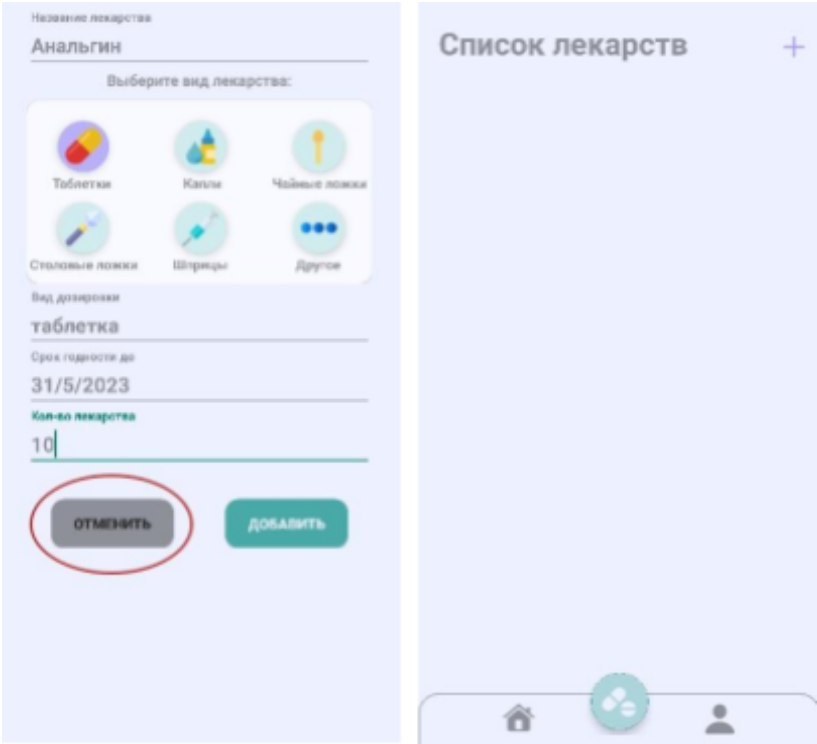 Название лекарства
Анальгин
Выберите вид лекарства:
Таблетки Капли Чайные ложки
Столовые ложки Шприцы Другое
Вид дозировки
таблетка
Срок годности до
31/5/2023
Кол-во лекарства
10
ОТМЕНИТЬ ДОБАВИТЬ
Список лекарств +